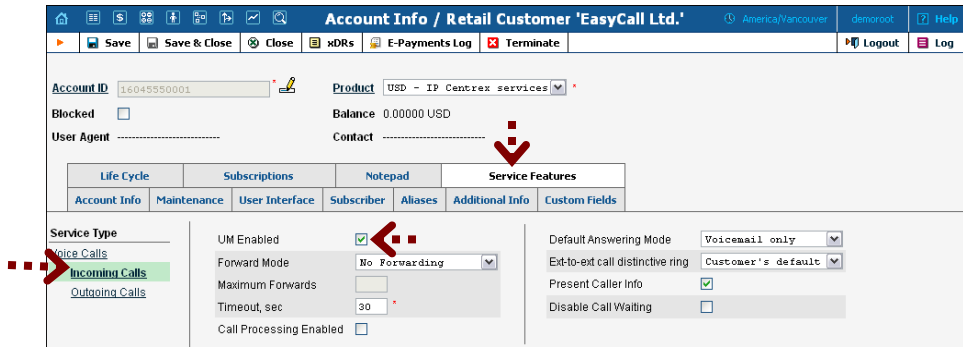 Account Info / Retail Customer 'EasyCall Ltd.' America/Vancouver demoroot ? Help
Save Save & Close Close xDRs E-Payments Log Terminate Logout Log
Account ID 16045550001 * Product USD - IP Centrex services *
Blocked Balance 0.00000 USD
User Agent --------------------------- Contact ---------------------------
Life Cycle Subscriptions Notepad Service Features
Account Info Maintenance User Interface Subscriber Aliases Additional Info Custom Fields
Service Type UM Enabled Default Answering Mode Voicemail only
Voice Calls Forward Mode No Forwarding Ext-to-ext call distinctive ring Customer's default
Incoming Calls Maximum Forwards Present Caller Info
Outgoing Calls Timeout, sec 30 * Disable Call Waiting
Call Processing Enabled